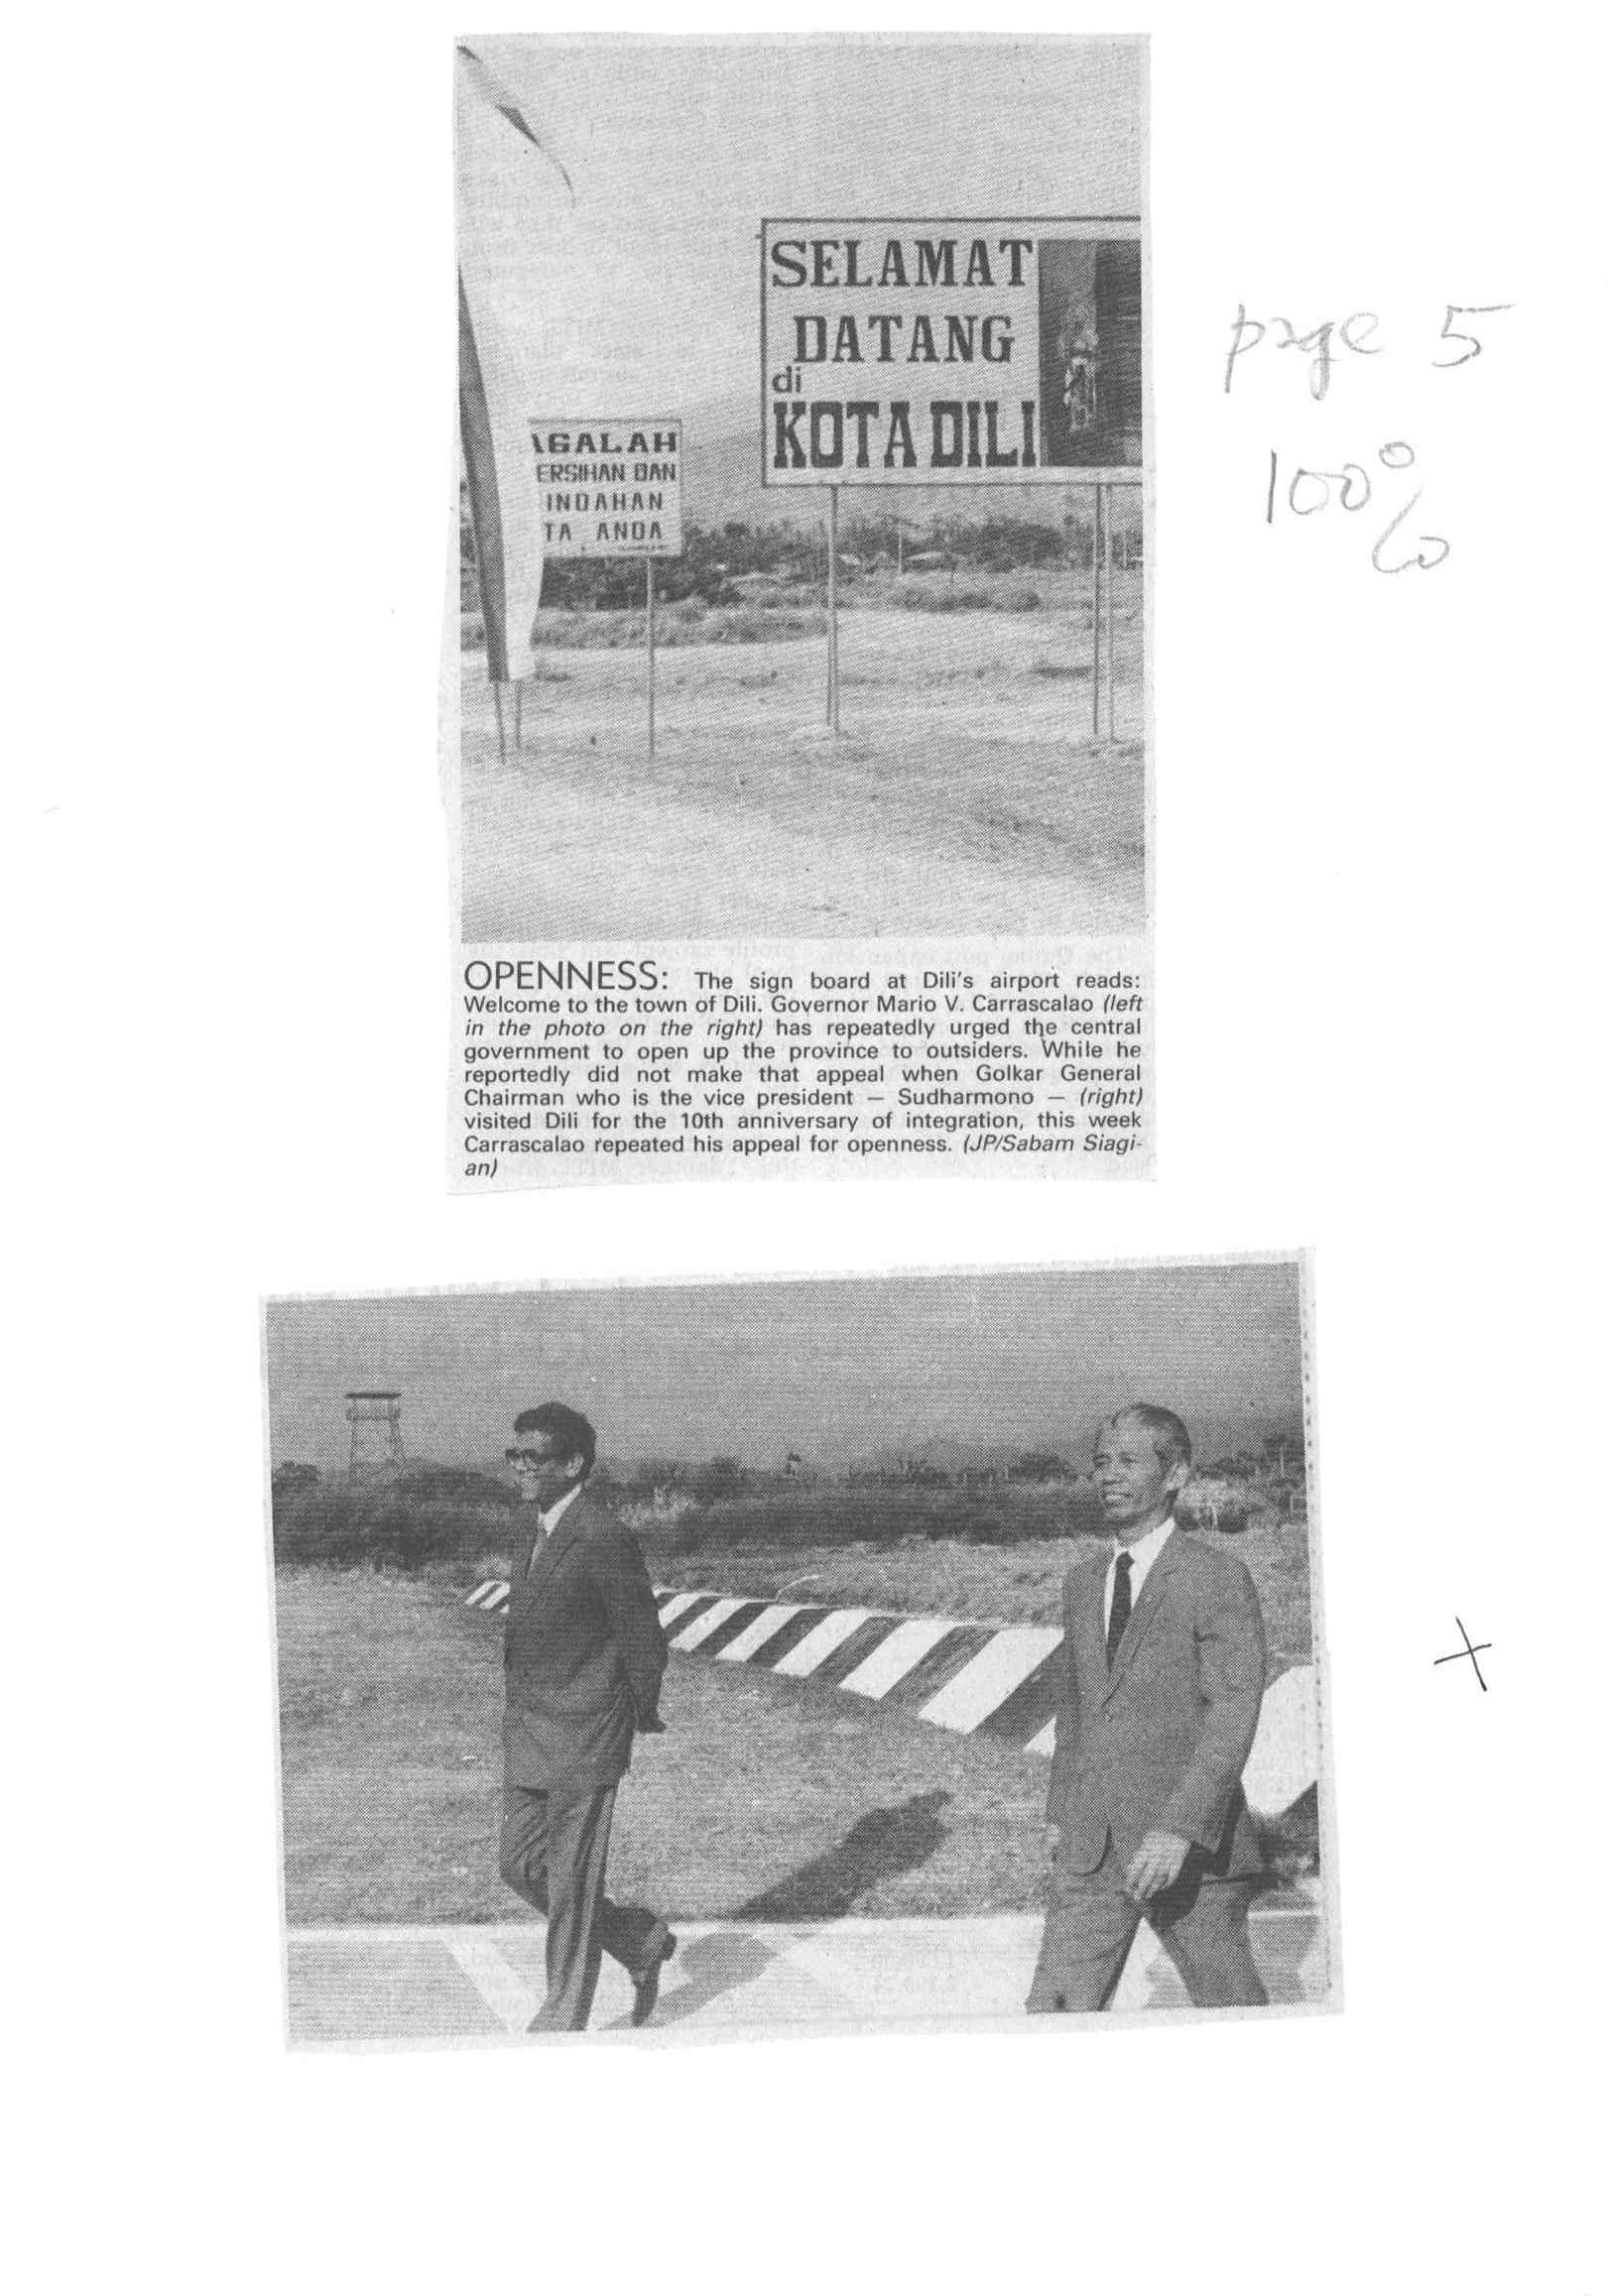 SELAMAT
DATANG
di
KOTA DILI
AGALAH
ERSIHAN DAN
INDAHAN
TA ANDA
page 5
100%
OPENNESS: The sign board at Dili's airport reads:
Welcome to the town of Dili. Governor Mario V. Carrascalao (left
in the photo on the right) has repeatedly urged the central
government to open up the province to outsiders. While he
reportedly did not make that appeal when Golkar General
Chairman who is the vice president — Sudharmono — (right)
visited Dili for the 10th anniversary of integration, this week
Carrascalao repeated his appeal for openness. (JP/Sabam Siagi-
an)